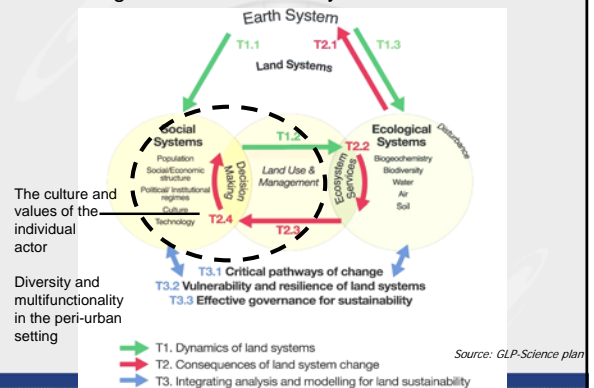 Earth System
T1.1
T2.1
T1.3
Land Systems
Social
Systems
Population
Social/Economic
structure
Political/ Institutional
regimes
Culture
Technology
Decision
Making
T1.2
Land Use &
Management
T2.2
Ecosystem
Services
Ecological
Systems
Disturbance
Biogeochemistry
Biodiversity
Water
Air
Soil
T2.4
T2.3
The culture and
values of the
individual
actor
Diversity and
multifunctionality
in the peri-urban
setting
T3.1 Critical pathways of change
T3.2 Vulnerability and resilience of land systems
T3.3 Effective governance for sustainability
Source: GLP-Science plan
T1. Dynamics of land systems
T2. Consequences of land system change
T3. Integrating analysis and modelling for land sustainability